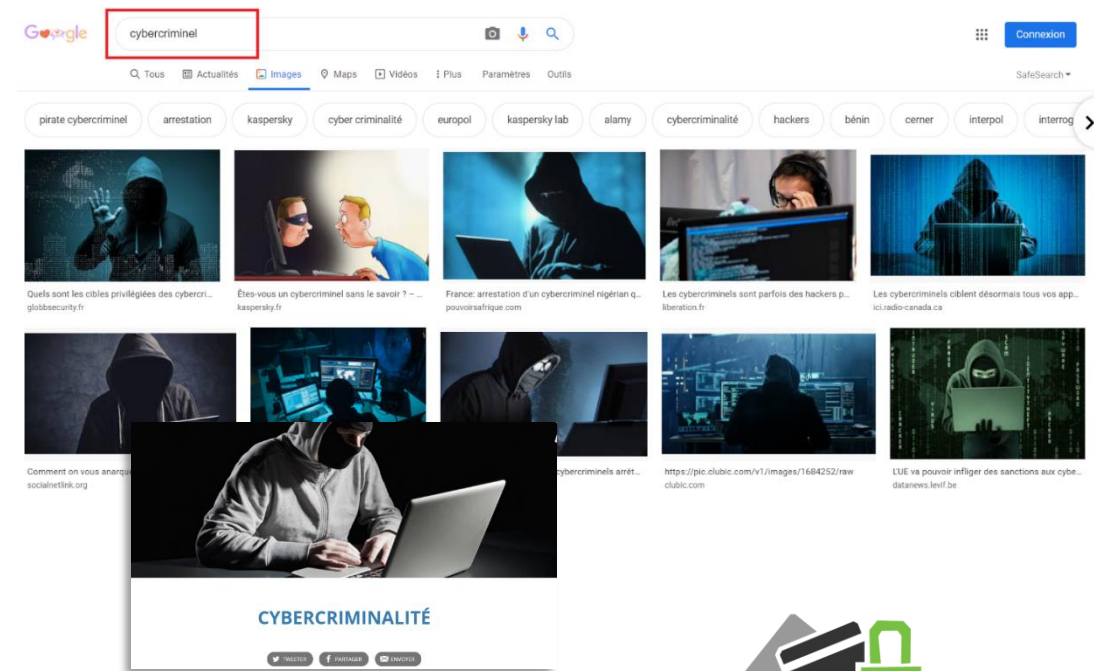 Google
cybercriminel
Connexion
Tous Actualités Images Maps Vidéos Plus Paramètres Outils SafeSearch
pirate cybercriminel arrestation kaspersky cyber criminalité europol kaspersky lab alamy cybercriminalité hackers bénin cerner interpol interrog
Quels sont les cibles privilégiées des cybercri...
globbsecurity.fr
Êtes-vous un cybercriminel sans le savoir ? – ...
kaspersky.fr
France: arrestation d'un cybercriminel nigérian q...
pouvoirsafrique.com
Les cybercriminels sont parfois des hackers p...
liberation.fr
Les cybercriminels ciblent désormais tous vos app...
ici.radio-canada.ca
Comment on vous anarqu
socialnetlink.org
cybercriminels arrêt...
https://pic.clubic.com/v1/images/1684252/raw
clubic.com
L'UE va pouvoir infliger des sanctions aux cybe...
datanews.levif.be
CYBERCRIMINALITÉ
TWEETER PARTAGER ENVOYER